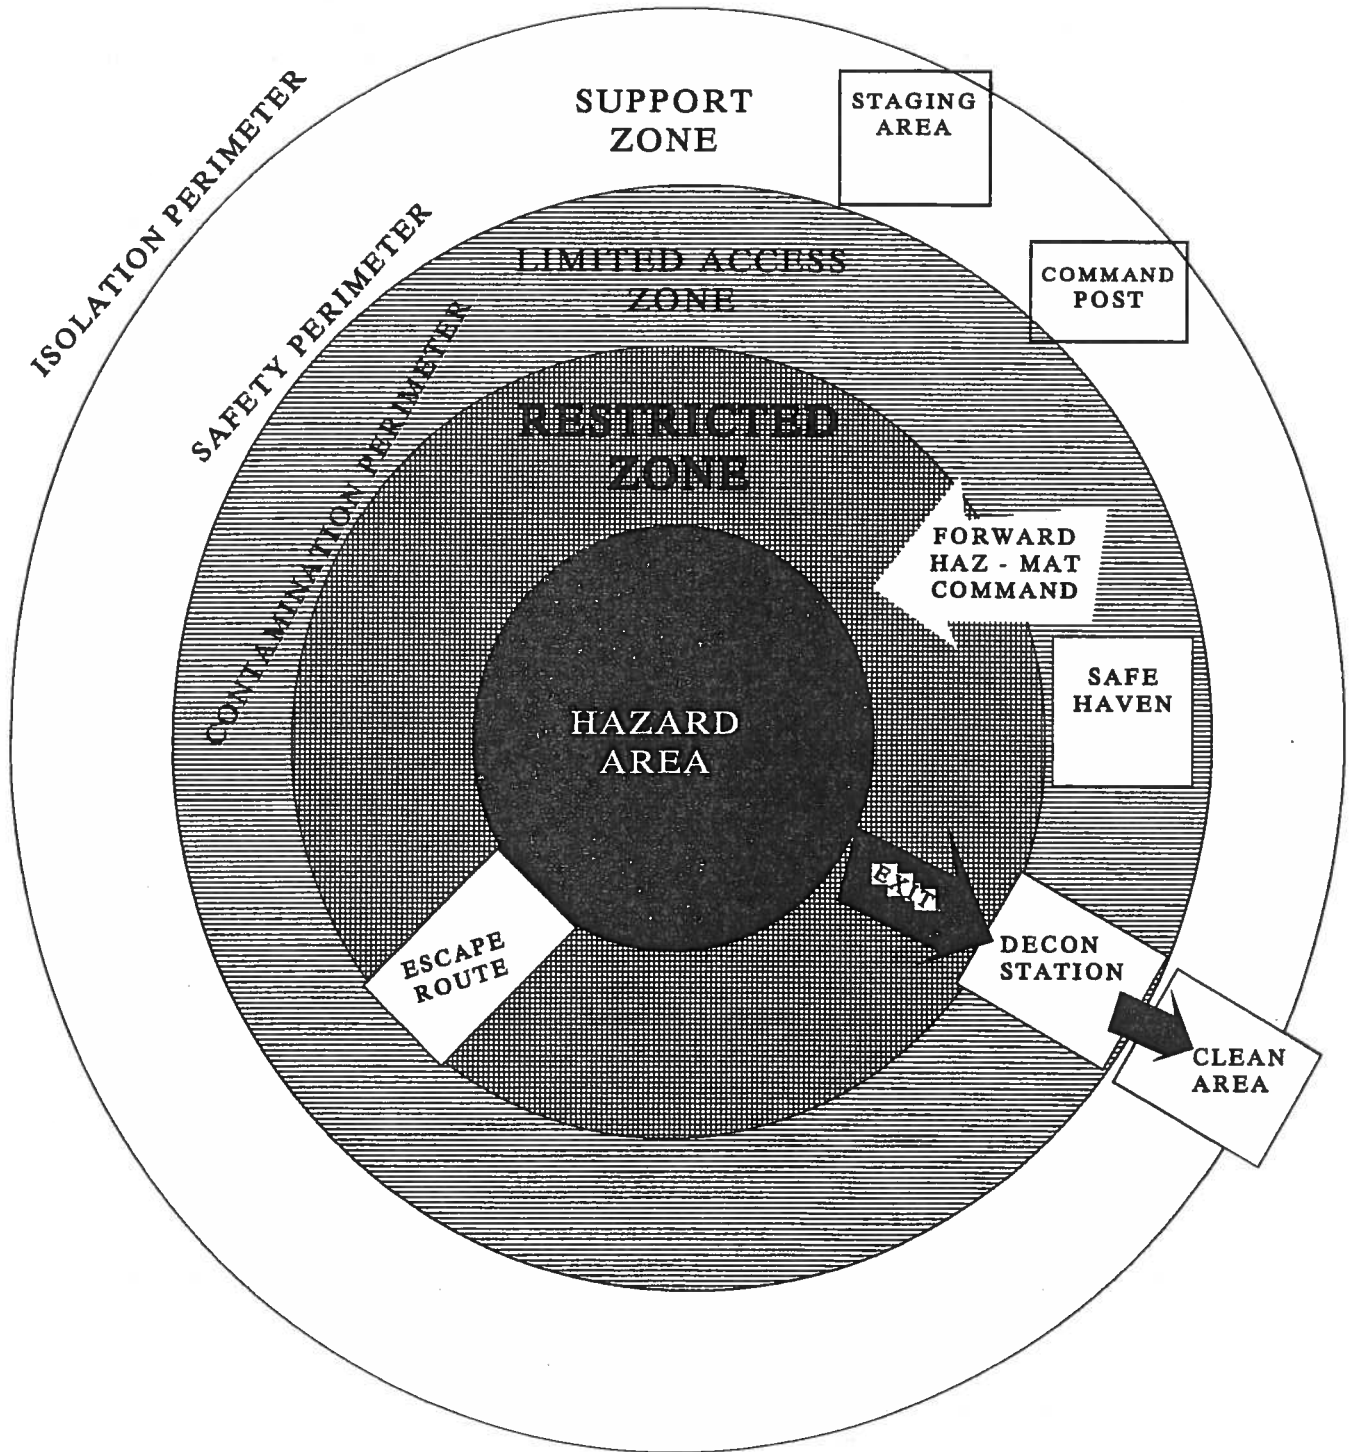 SUPPORT
ZONE
STAGING
AREA
ISOLATION PERIMETER
SAFETY PERIMETER
CONTAMINATION PERIMETER
LIMITED ACCESS
ZONE
COMMAND
POST
RESTRICTED
ZONE
FORWARD
HAZ - MAT
COMMAND
SAFE
HAVEN
HAZARD
AREA
EXIT
ESCAPE
ROUTE
DECON
STATION
CLEAN
AREA